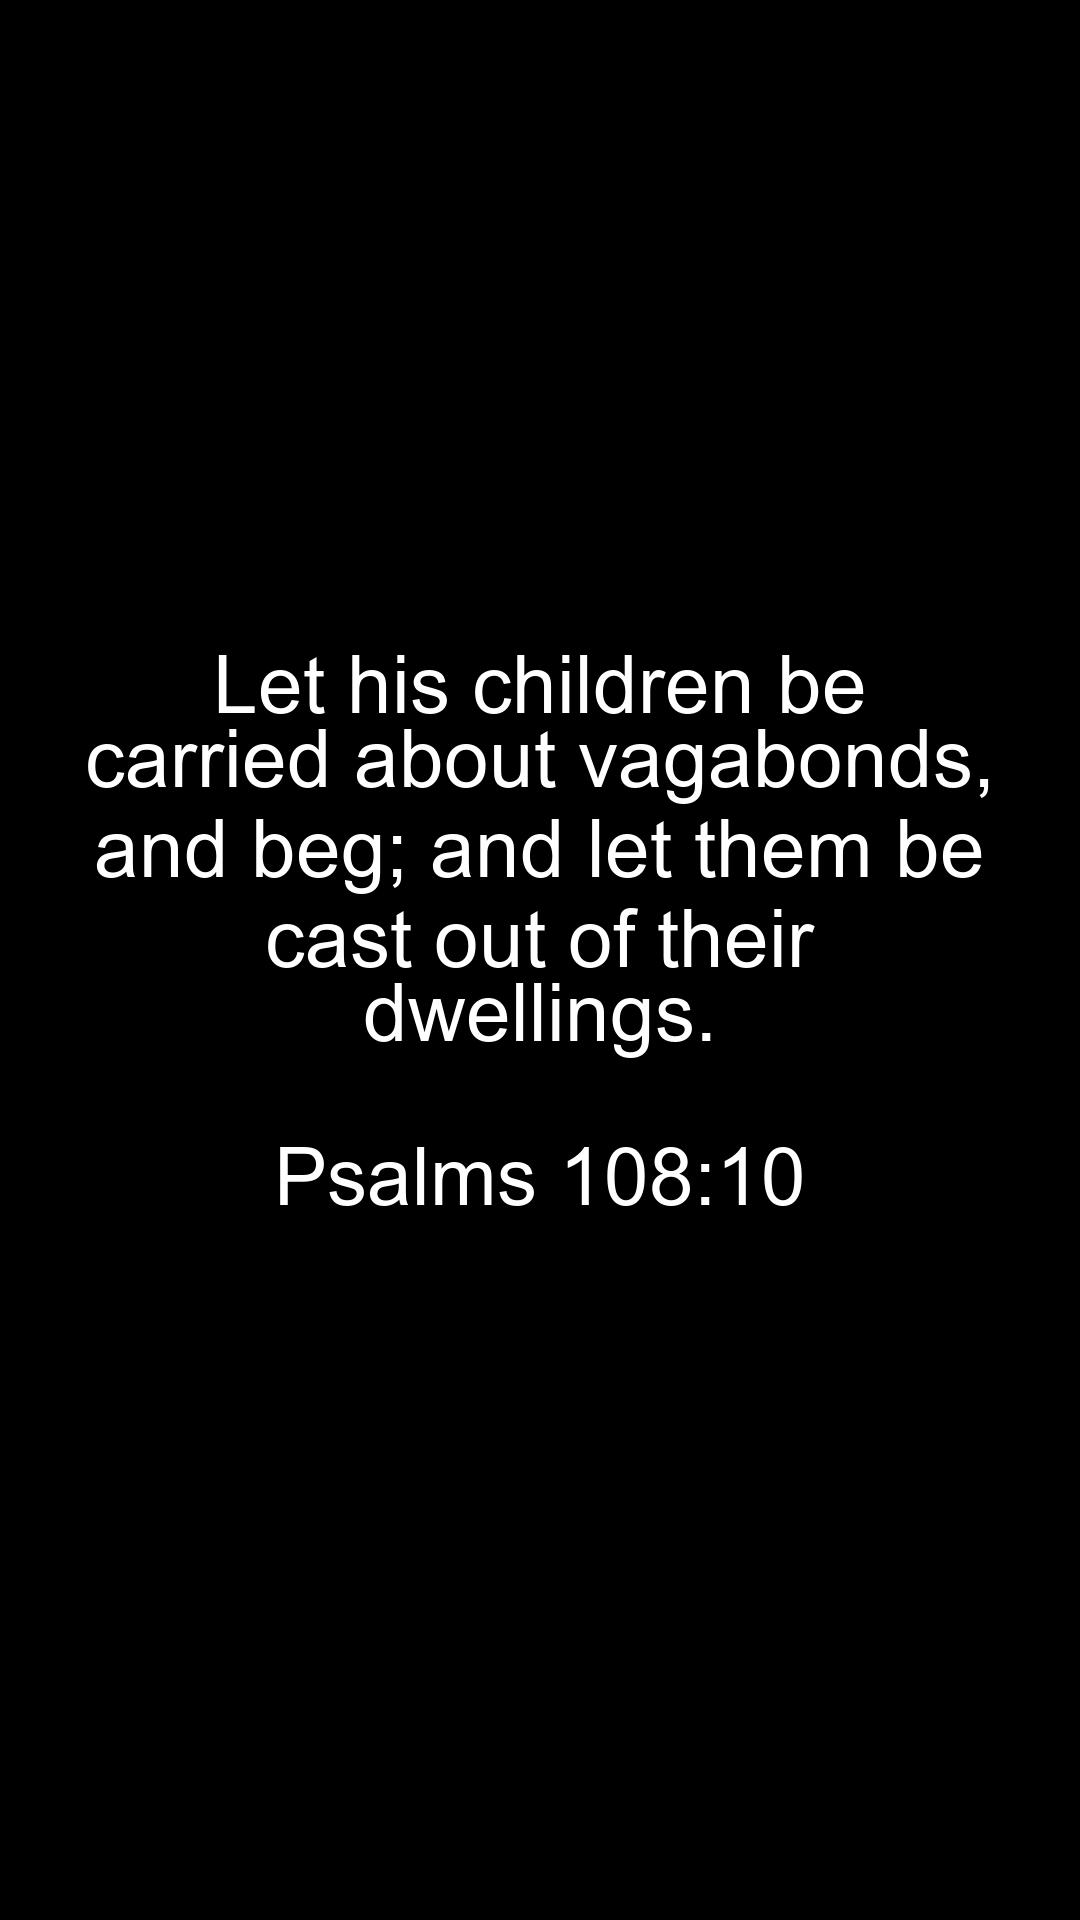 Let his children be
carried about vagabonds,
and beg; and let them be
cast out of their
dwellings.
Psalms 108:10